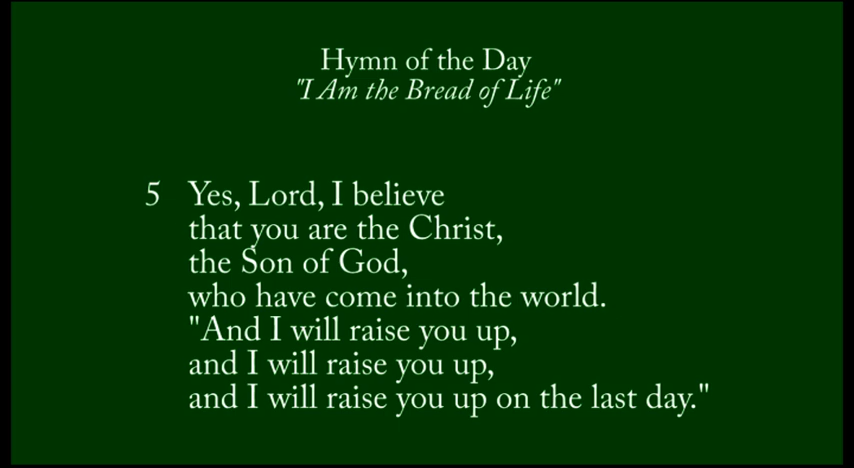 Hymn of the Day
"I Am the Bread of Life"
5 Yes, Lord, I believe
that you are the Christ,
the Son of God,
who have come into the world.
"And I will raise you up,
and I will raise you up,
and I will raise you up on the last day."